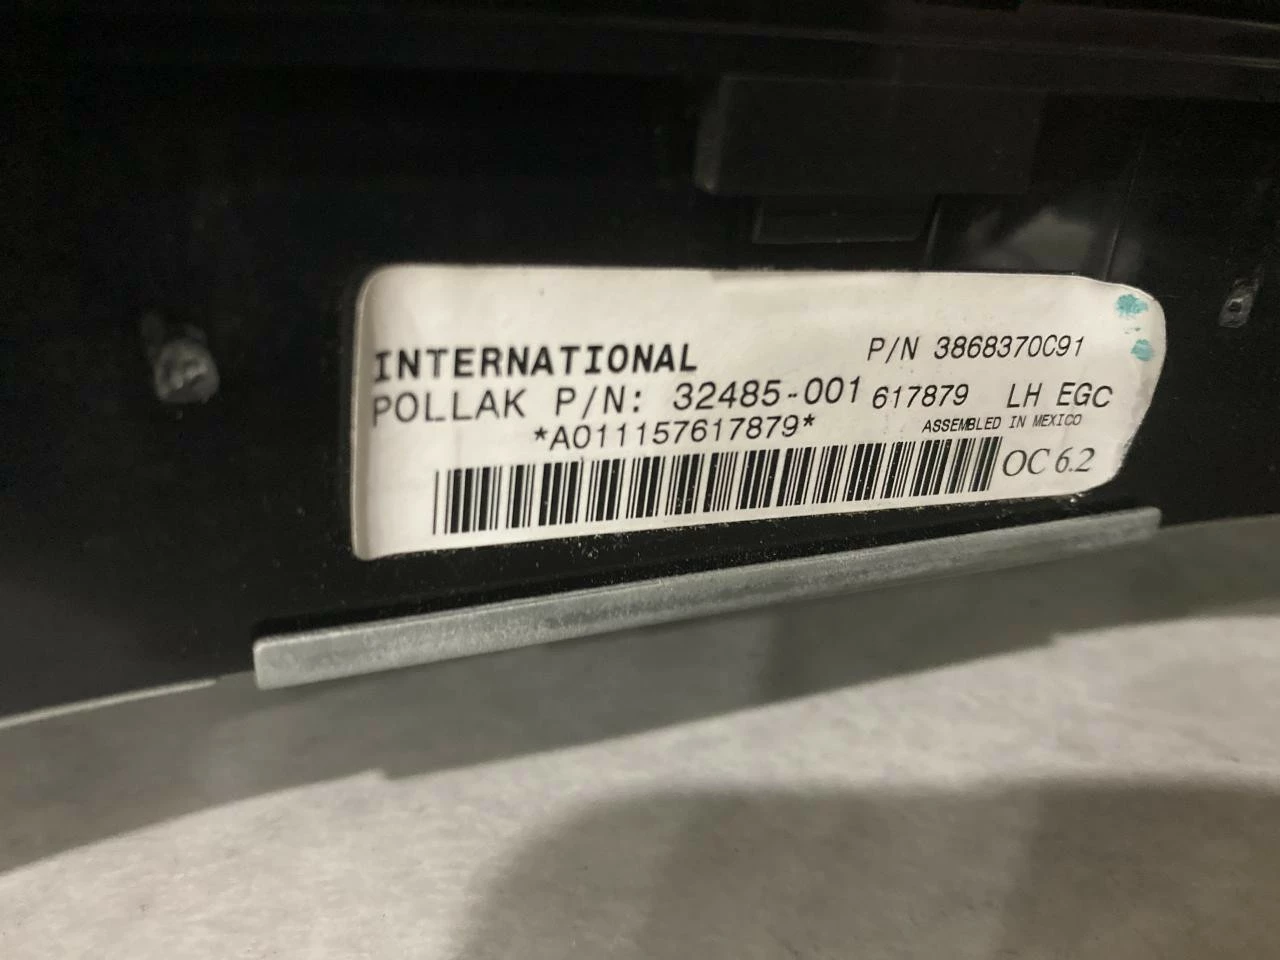 INTERNATIONAL P/N 3868370C91
POLLAK P/N: 32485-001 617879 LH EGC
*A011157617879* ASSEMBLED IN MEXICO
OC 6.2